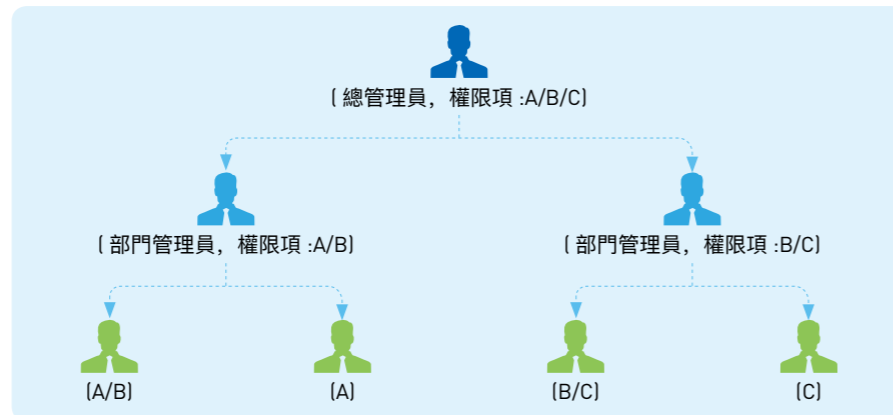 ( 總管理員，權限項 :A/B/C)
( 部門管理員，權限項 :A/B)
( 部門管理員，權限項 :B/C)
(A/B)
(A)
(B/C)
(C)